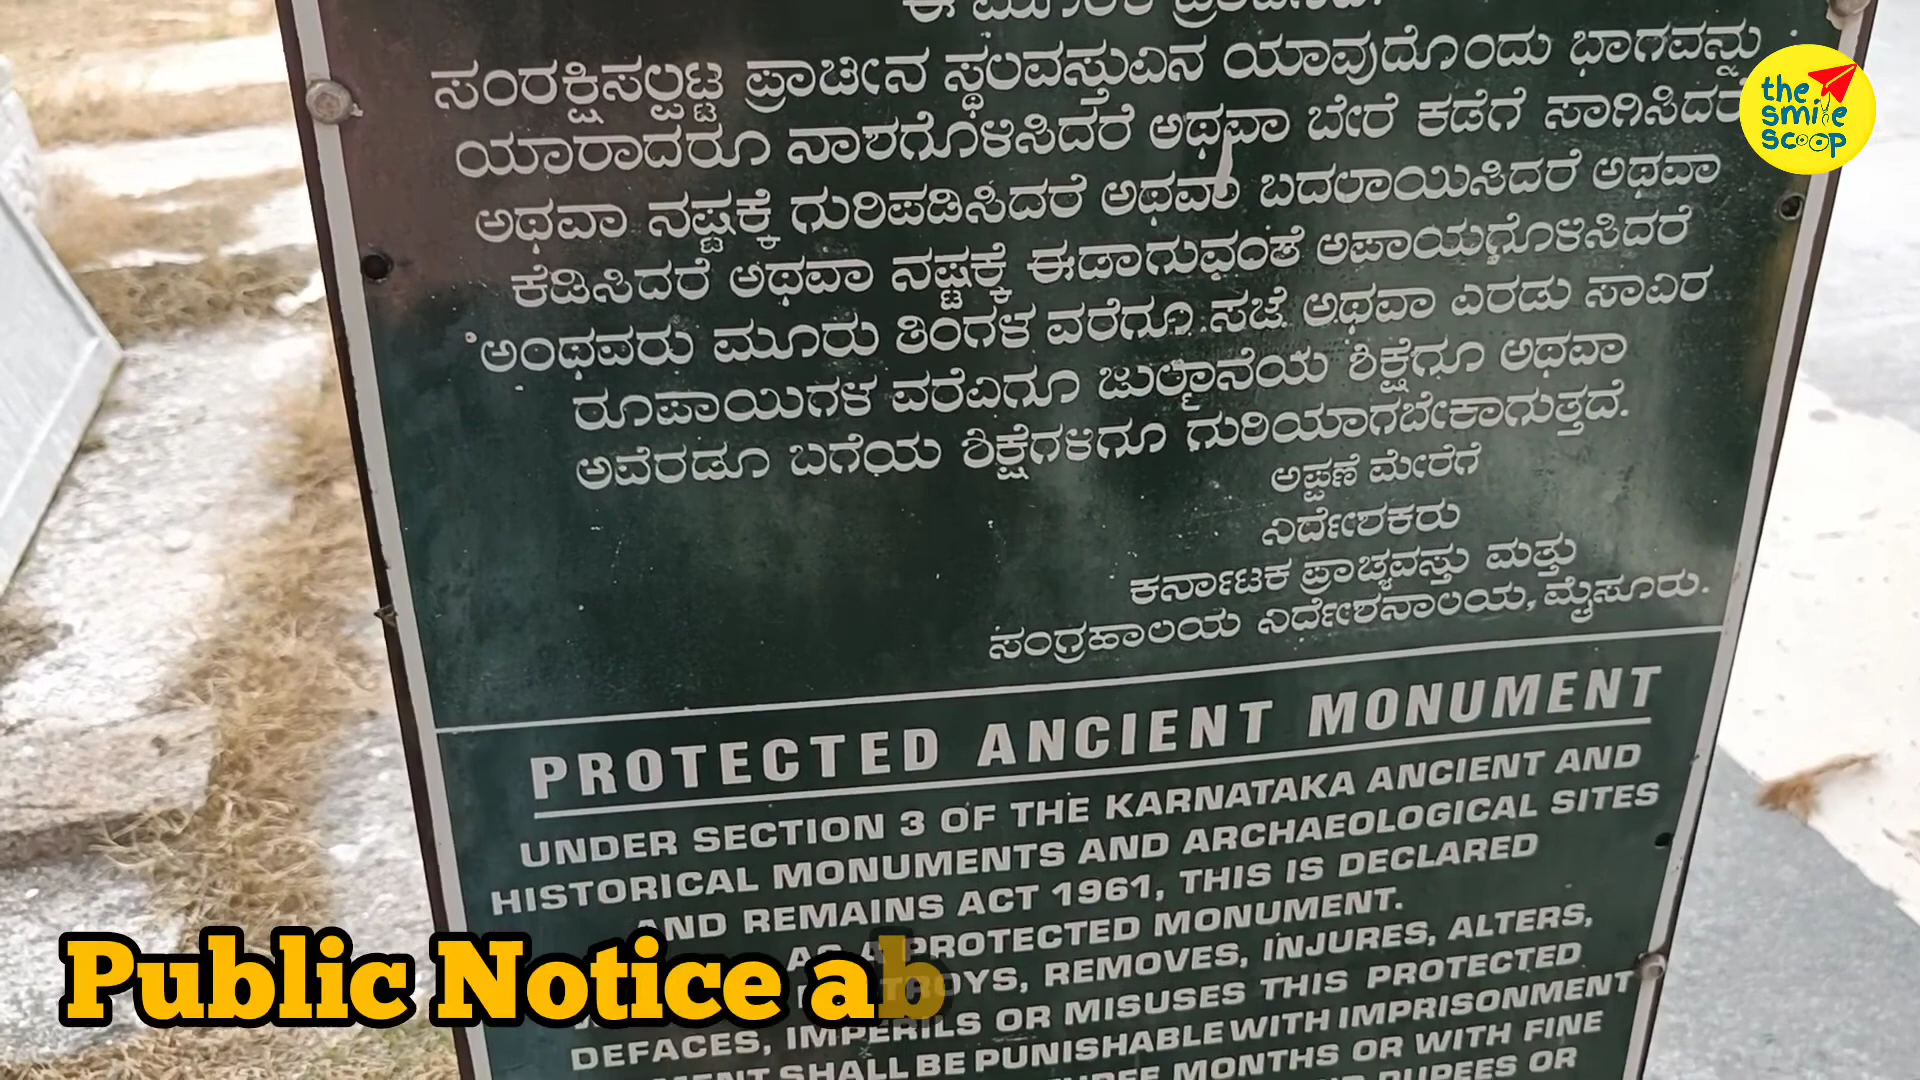 ಸಂರಕ್ಷಿಸಲ್ಪಟ್ಟ ಪ್ರಾಚೀನ ಸ್ಥಲವಸ್ತುವಿನ ಯಾವುದೊಂದು ಭಾಗವನ್ನು
ಯಾರಾದರೂ ನಾಶಗೊಳಿಸಿದರೆ ಅಥವಾ ಬೇರೆ ಕಡೆಗೆ ಸಾಗಿಸಿದರೆ
ಅಥವಾ ನಷ್ಟಕ್ಕೆ ಗುರಿಪಡಿಸಿದರೆ ಅಥವಾ ಬದಲಾಯಿಸಿದರೆ ಅಥವಾ
ಕೆಡಿಸಿದರೆ ಅಥವಾ ನಷ್ಟಕ್ಕೆ ಈಡಾಗುವಂತೆ ಅಪಾಯಗೊಳಿಸಿದರೆ
ಅಂಥವರು ಮೂರು ತಿಂಗಳ ವರೆಗೂ ಸಜೆ ಅಥವಾ ಎರಡು ಸಾವಿರ
ರೂಪಾಯಿಗಳ ವರೆವಿಗೂ ಜುಲ್ಮಾನೆಯ ಶಿಕ್ಷೆಗೂ ಅಥವಾ
ಅವೆರಡೂ ಬಗೆಯ ಶಿಕ್ಷೆಗಳಿಗೂ ಗುರಿಯಾಗಬೇಕಾಗುತ್ತದೆ.
ಅಪ್ಪಣೆ ಮೇರೆಗೆ
ನಿರ್ದೇಶಕರು
ಕರ್ನಾಟಕ ಪ್ರಾಚ್ಯವಸ್ತು ಮತ್ತು
ಸಂಗ್ರಹಾಲಯ ನಿರ್ದೇಶನಾಲಯ, ಮೈಸೂರು.
PROTECTED ANCIENT MONUMENT
UNDER SECTION 3 OF THE KARNATAKA ANCIENT AND
HISTORICAL MONUMENTS AND ARCHAEOLOGICAL SITES
AND REMAINS ACT 1961, THIS IS DECLARED
AS A PROTECTED MONUMENT.
REMOVES, INJURES, ALTERS,
DEFACES, IMPERILS OR MISUSES THIS PROTECTED
SHALL BE PUNISHABLE WITH IMPRISONMENT
THREE MONTHS OR WITH FINE
RUPEES OR
Public Notice ab
the
smile
scoop